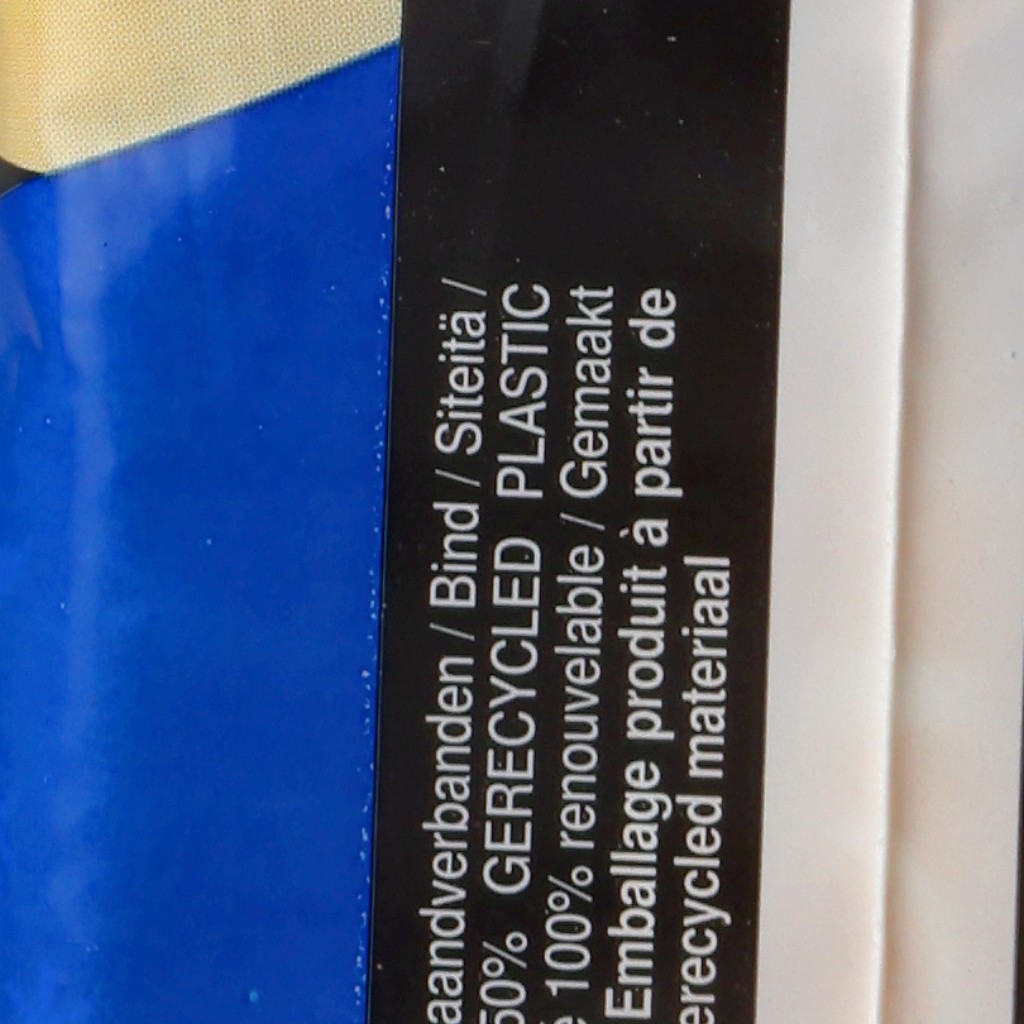 aandverbanden / Bind / Siteitä /
50% GERECYCLED PLASTIC
100% renouvelable / Gemaakt
Emballage produit à partir de
erecycled materiaal